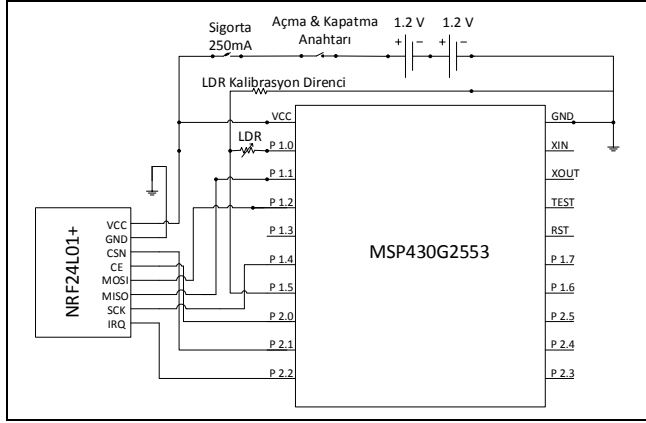 Sigorta
250mA
Açma & Kapatma
Anahtarı
1.2 V
1.2 V
+
−
+
−
LDR Kalibrasyon Direnci
LDR
VCC
P 1.0
P 1.1
P 1.2
P 1.3
P 1.4
P 1.5
P 2.0
P 2.1
P 2.2
MSP430G2553
GND
XIN
XOUT
TEST
RST
P 1.7
P 1.6
P 2.5
P 2.4
P 2.3
NRF24L01+
VCC
GND
CSN
CE
MOSI
MISO
SCK
IRQ